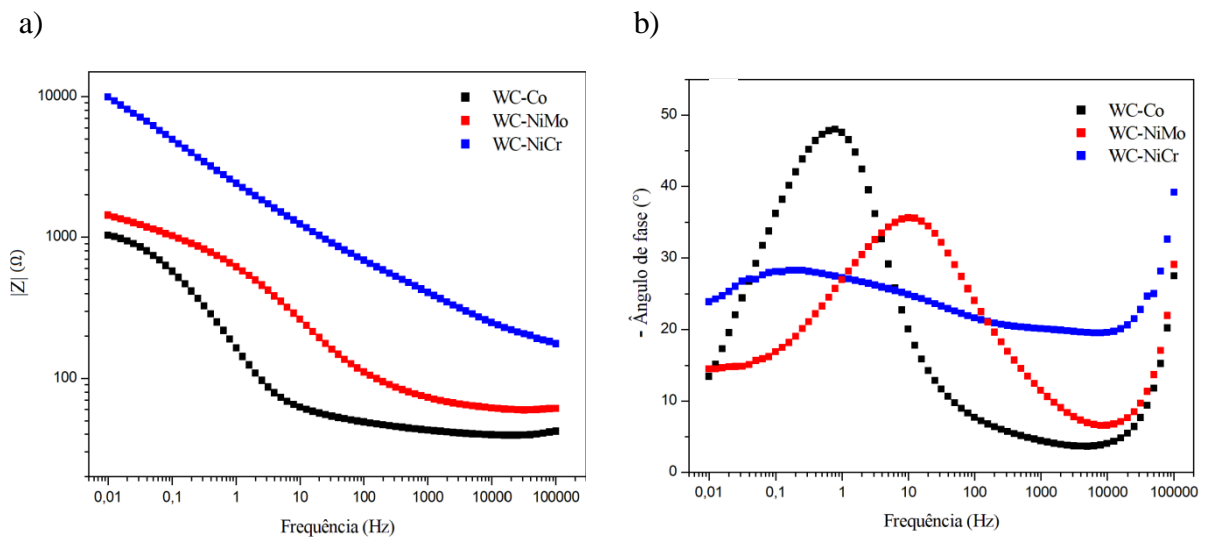 a)
10000
1000
100
|Z| (Ω)
WC-Co
WC-NiMo
WC-NiCr
0,01 0,1 1 10 100 1000 10000 100000
Frequência (Hz)
b)
50
40
30
20
10
0
- Ângulo de fase (°)
WC-Co
WC-NiMo
WC-NiCr
0,01 0,1 1 10 100 1000 10000 100000
Frequência (Hz)